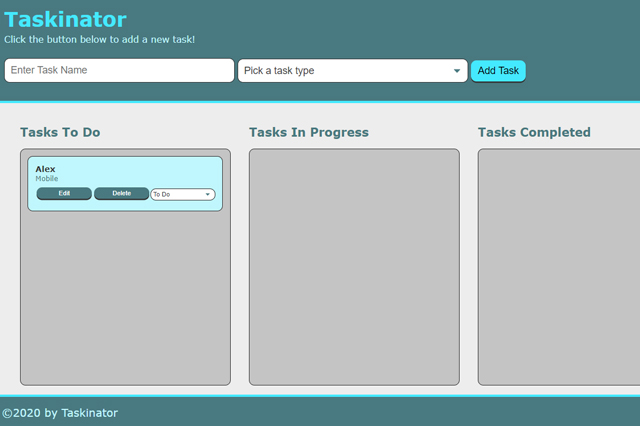 Taskinator
Click the button below to add a new task!
Enter Task Name
Pick a task type
Add Task
Tasks To Do
Tasks In Progress
Tasks Completed
Alex
Mobile
Edit
Delete
To Do
©2020 by Taskinator